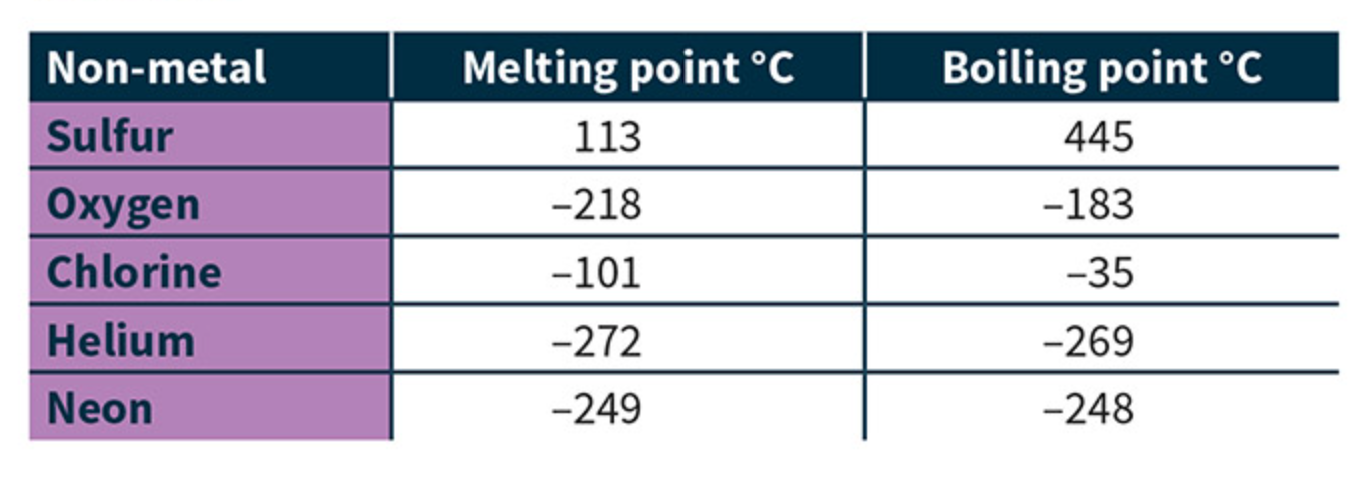 Non-metal Melting point °C Boiling point °C
Sulfur 113 445
Oxygen –218 –183
Chlorine –101 –35
Helium –272 –269
Neon –249 –248